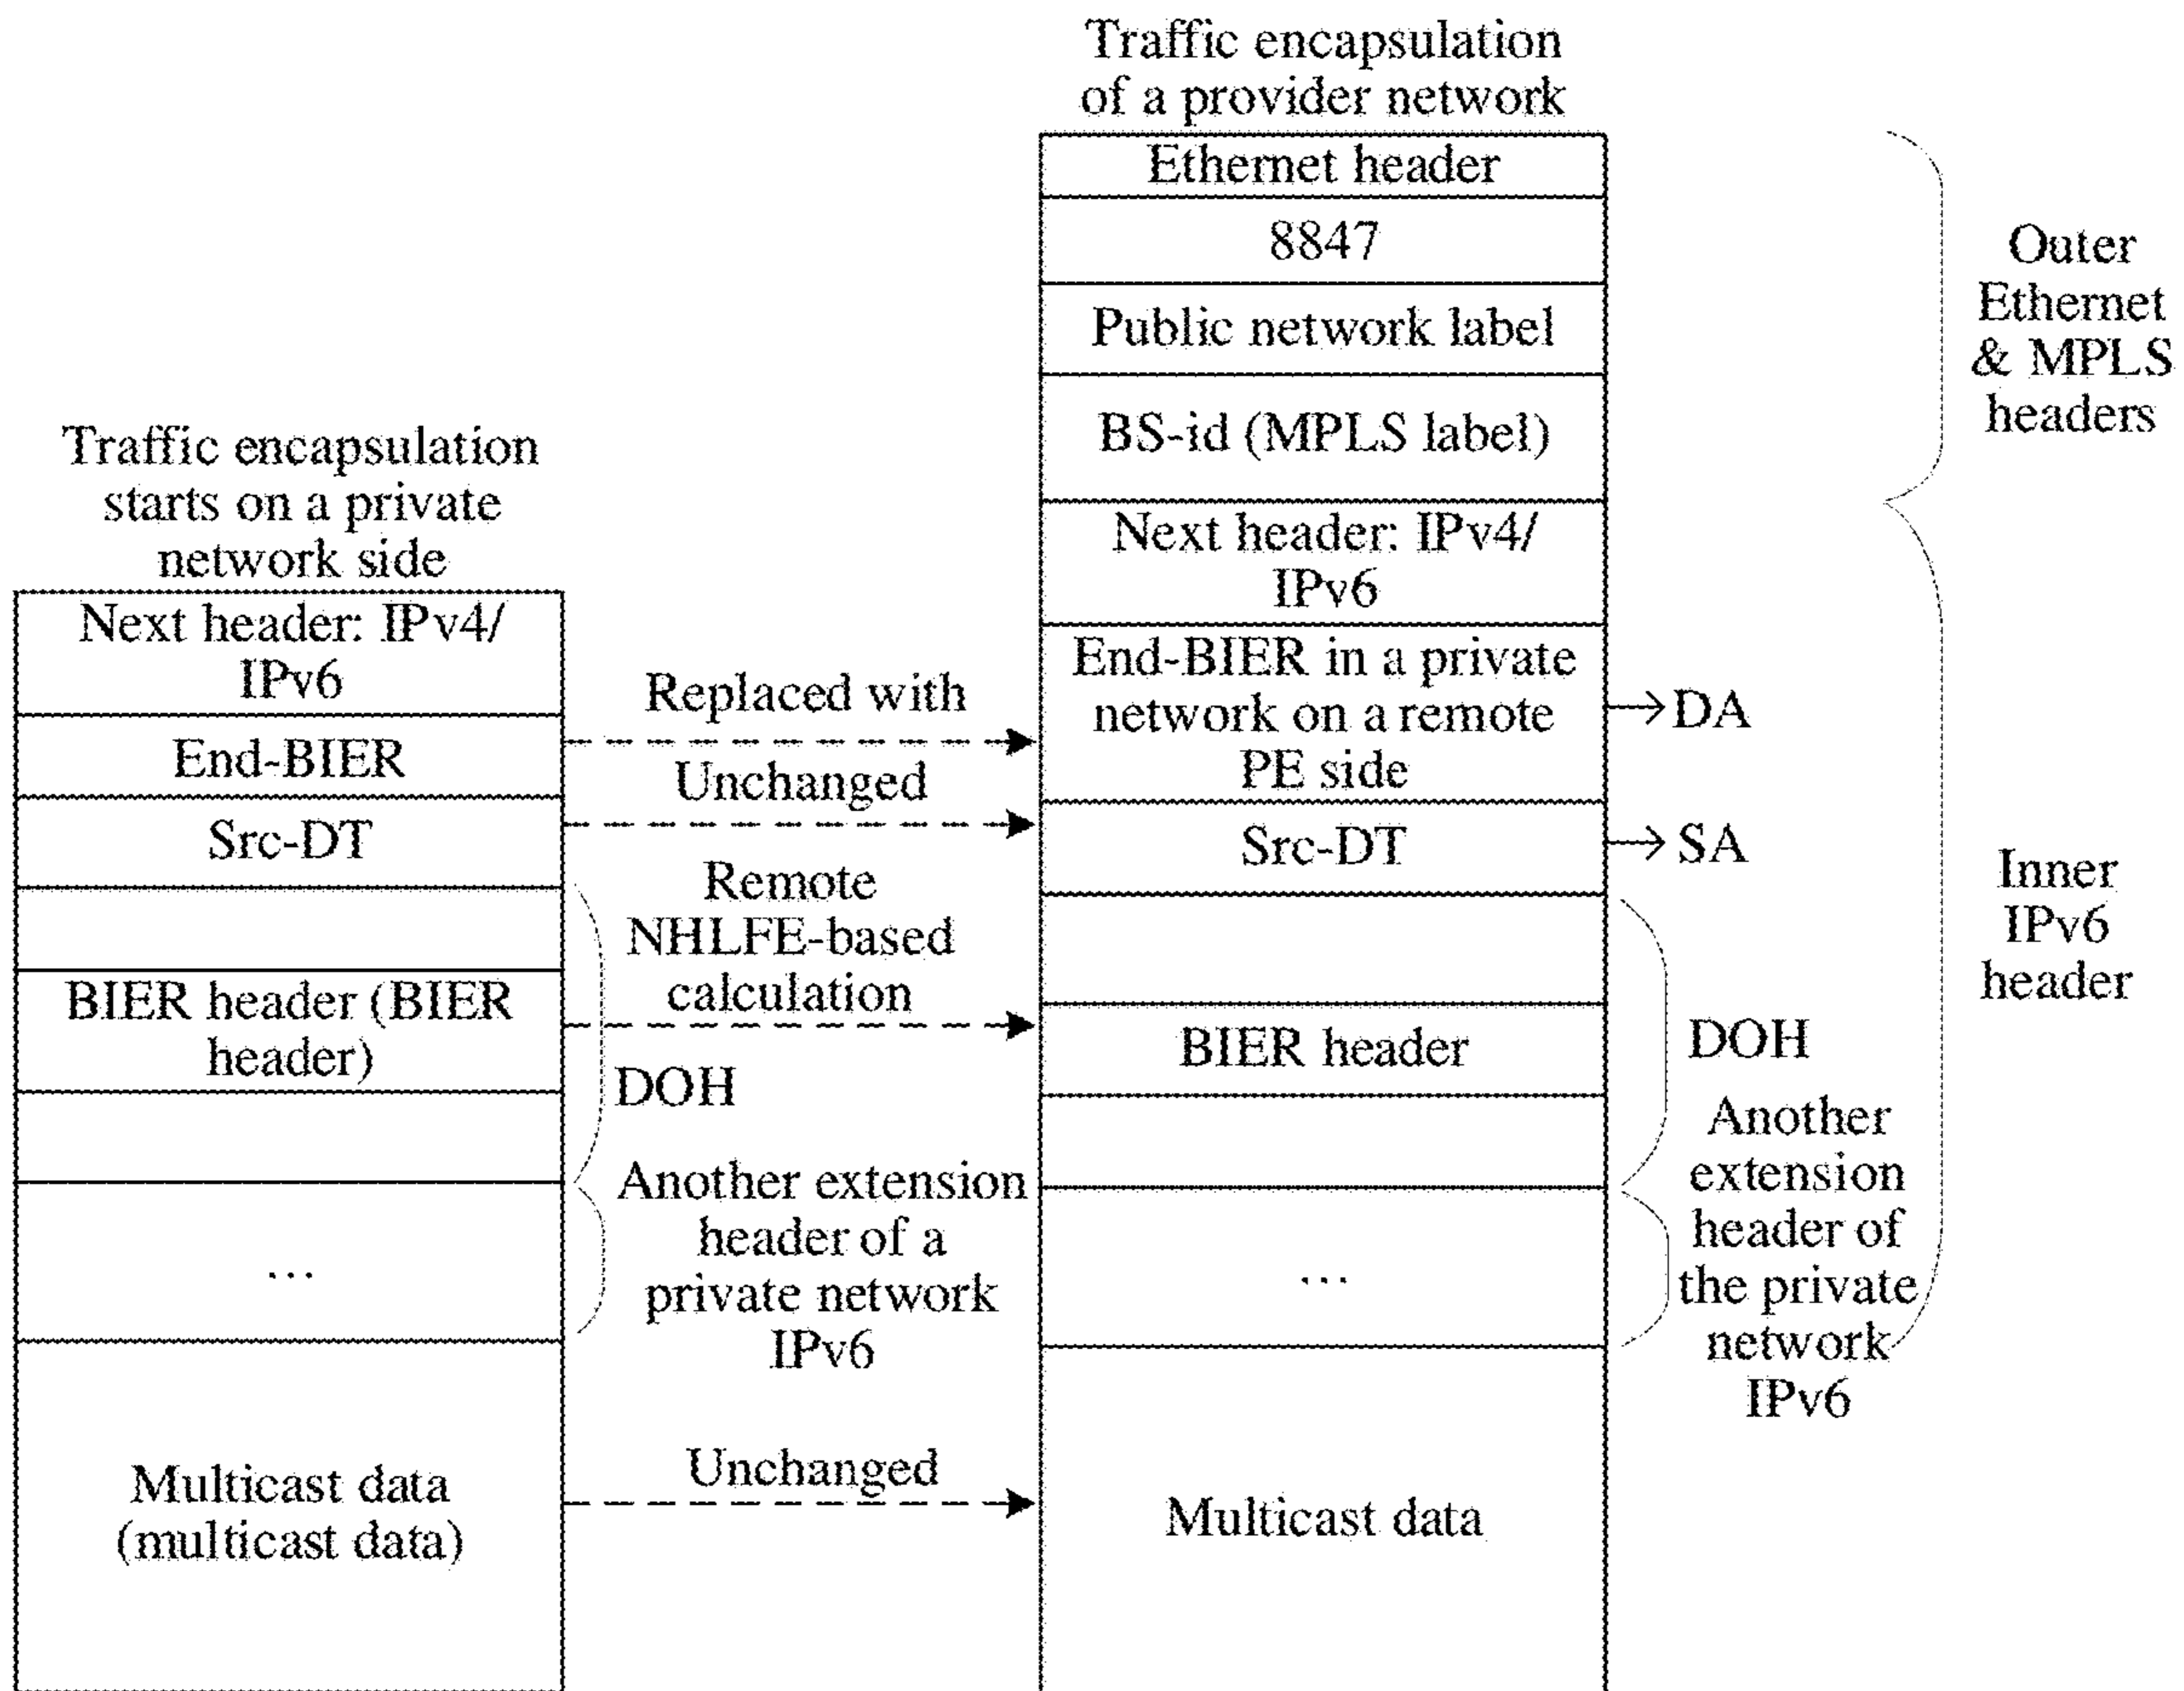 Traffic encapsulation
of a provider network
Ethernet header
8847
Public network label
BS-id (MPLS label)
Next header: IPv4/
IPv6
End-BIER in a private
network on a remote
PE side
Src-DT
BIER header
...
Multicast data
Outer
Ethernet
& MPLS
headers
DA
SA
DOH
Another
extension
header of
the private
network
IPv6
Inner
IPv6
header
Traffic encapsulation
starts on a private
network side
Next header: IPv4/
IPv6
End-BIER
Src-DT
BIER header (BIER
header)
...
Multicast data
(multicast data)
Replaced with
Unchanged
Remote
NHLFE-based
calculation
DOH
Another extension
header of a
private network
IPv6
Unchanged